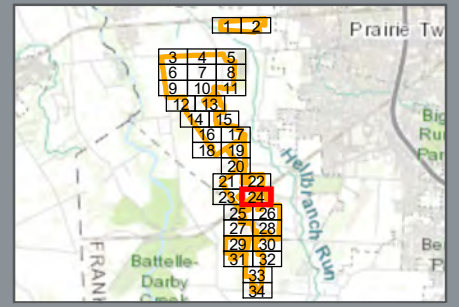 1 2
Prairie Tw
3 4 5
6 7 8
9 10 11
12 13
14 15
16 17
18 19
20
21 22
23 24
25 26
27 28
29 30
31 32
33
34
Big
Run
Par
Hellbranch Run
Be
Pa
Battelle-
Darby
Creek
FRANK